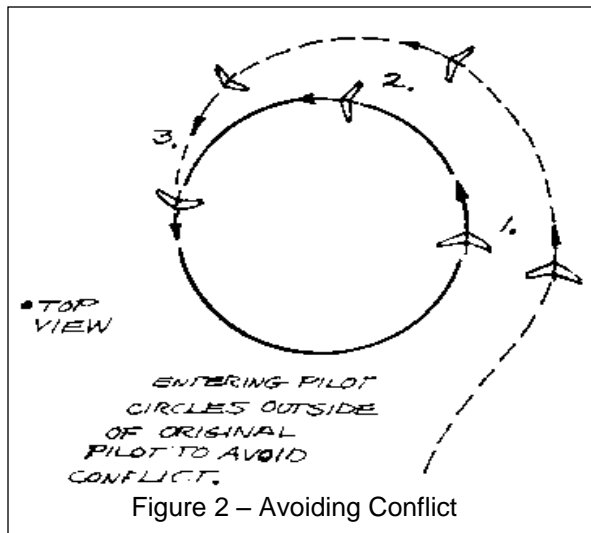 2.
3.
1.
• TOP
VIEW
ENTERING PILOT
CIRCLES OUTSIDE
OF ORIGINAL
PILOT TO AVOID
CONFLICT.
Figure 2 – Avoiding Conflict